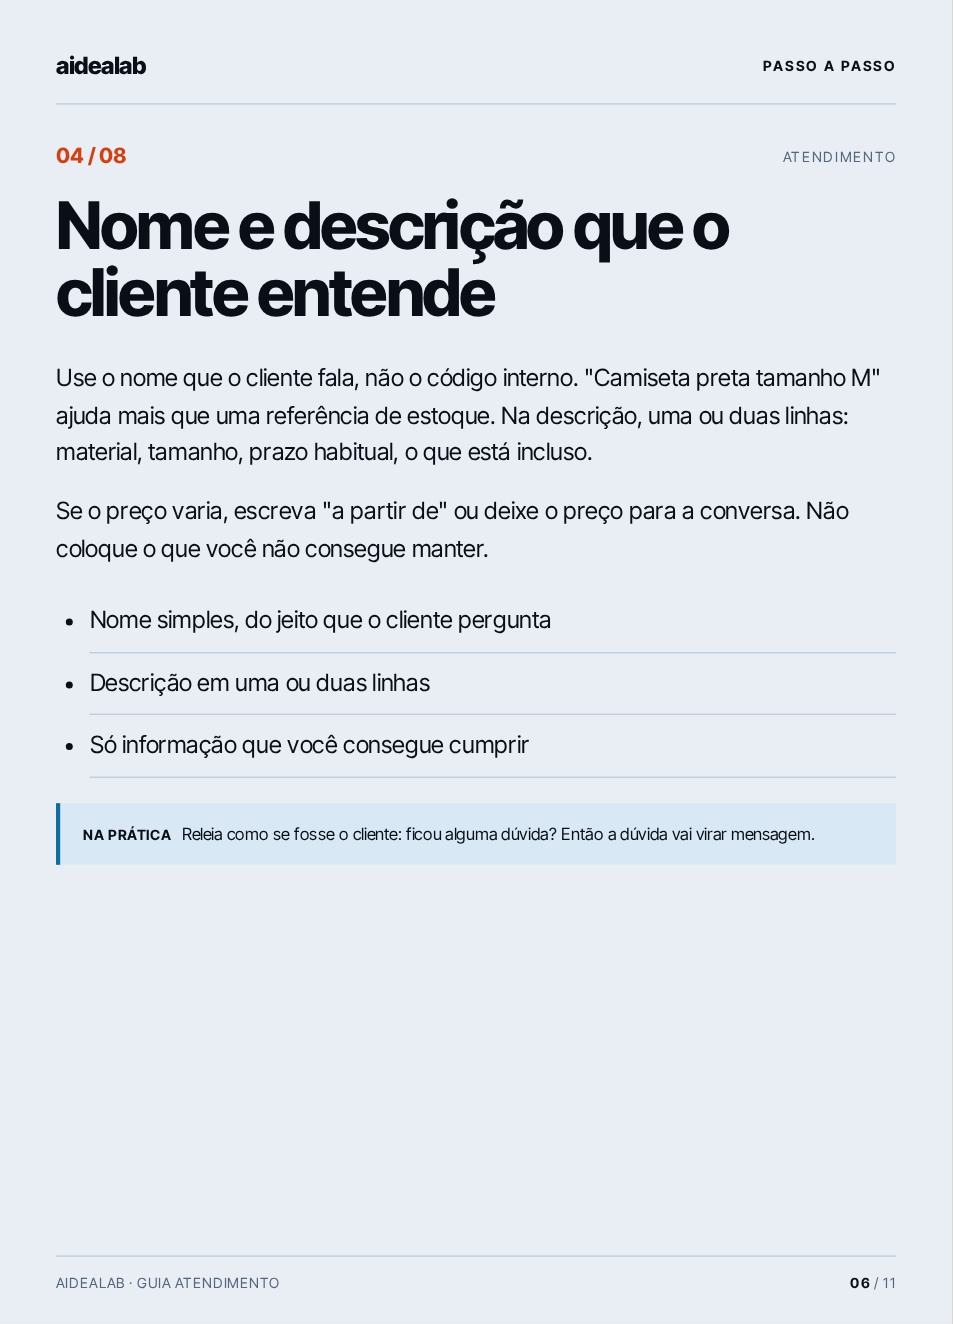 aidealab
PASSO A PASSO
04 / 08
ATENDIMENTO
Nome e descrição que o
cliente entende
Use o nome que o cliente fala, não o código interno. "Camiseta preta tamanho M"
ajuda mais que uma referência de estoque. Na descrição, uma ou duas linhas:
material, tamanho, prazo habitual, o que está incluso.
Se o preço varia, escreva "a partir de" ou deixe o preço para a conversa. Não
coloque o que você não consegue manter.
• Nome simples, do jeito que o cliente pergunta
• Descrição em uma ou duas linhas
• Só informação que você consegue cumprir
NA PRÁTICA Releia como se fosse o cliente: ficou alguma dúvida? Então a dúvida vai virar mensagem.
AIDEALAB · GUIA ATENDIMENTO
06 / 11